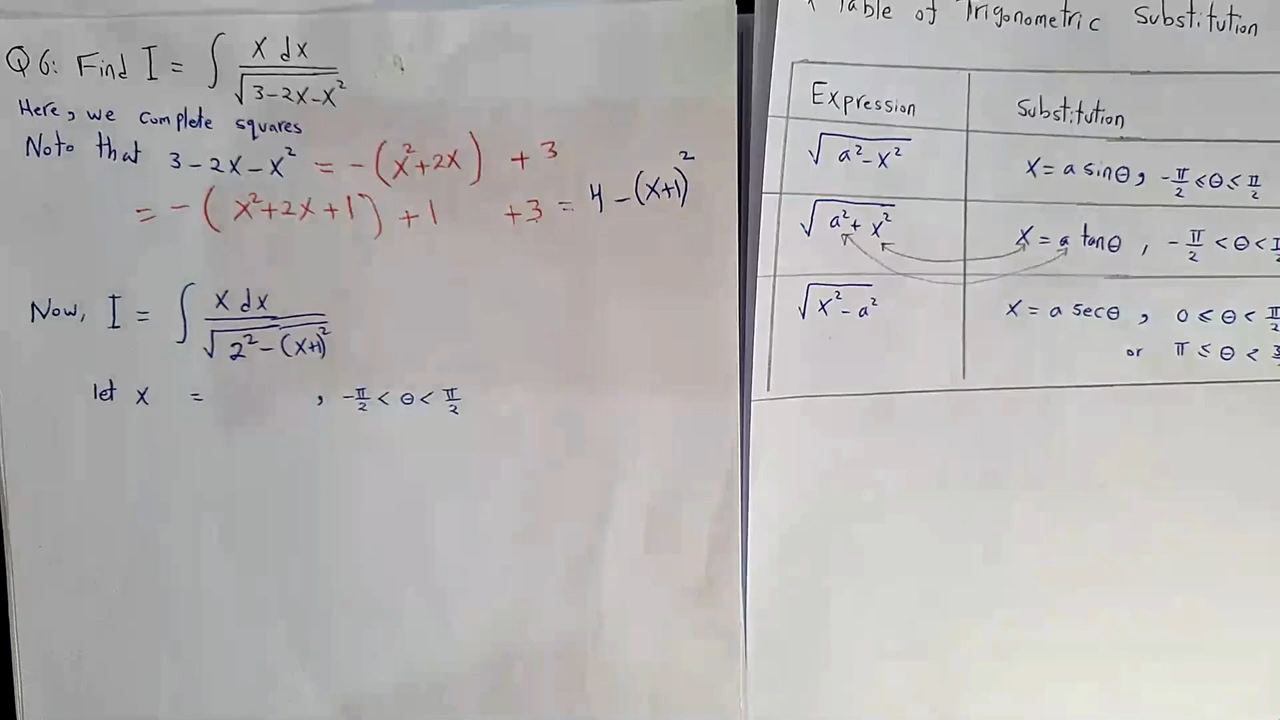 Q6: Find I = ∫ x dx / √(3-2x-x²)
Here, we complete squares
Note that 3-2x-x² = -(x²+2x) +3
= -(x²+2x+1)+1 +3 = 4-(x+1)²
Now, I = ∫ x dx / √(2²-(x+1)²)
let x = , -π/2 < θ < π/2
Table of Trigonometric Substitution
Expression Substitution
√(a²-x²) x = a sinθ, -π/2 ≤ θ ≤ π/2
√(a²+x²) x = a tanθ, -π/2 < θ <
√(x²-a²) x = a secθ, 0 ≤ θ < π/2
or π ≤ θ < 3